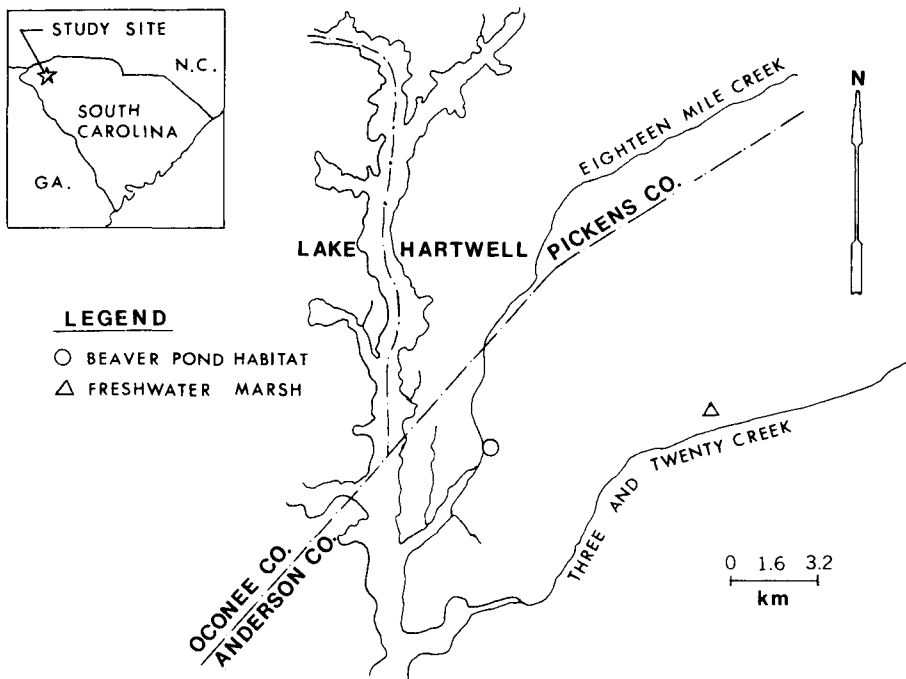 STUDY SITE
N.C.
SOUTH
CAROLINA
GA.
N
EIGHTEEN MILE CREEK
PICKENS CO.
LAKE HARTWELL
LEGEND
BEAVER POND HABITAT
FRESHWATER MARSH
THREE AND TWENTY CREEK
OCONEE CO.
ANDERSON CO.
0 1.6 3.2
km